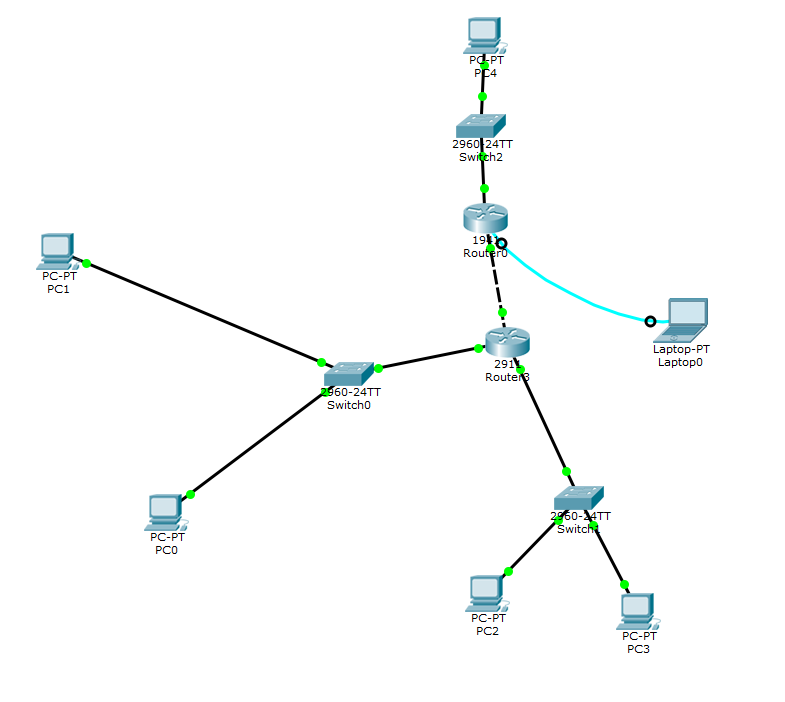 PC-PT
PC4
2960-24TT
Switch2
1941
Router0
PC-PT
PC1
Laptop-PT
Laptop0
2911
Router3
2960-24TT
Switch0
2960-24TT
Switch1
PC-PT
PC0
PC-PT
PC2
PC-PT
PC3